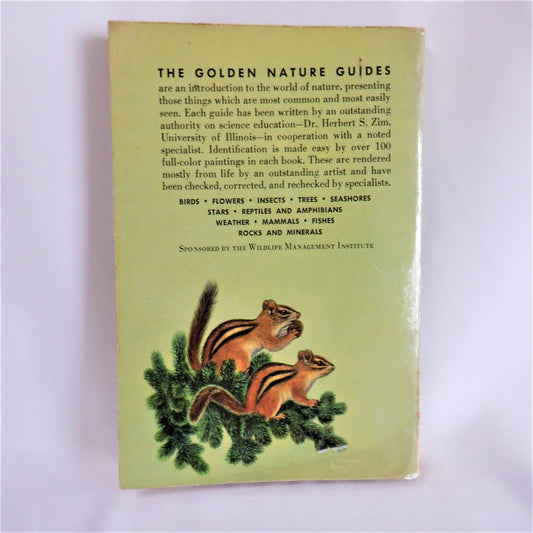 THE GOLDEN NATURE GUIDES
are an introduction to the world of nature, presenting
those things which are most common and most easily
seen. Each guide has been written by an outstanding
authority on science education—Dr. Herbert S. Zim,
University of Illinois—in cooperation with a noted
specialist. Identification is made easy by over 100
full-color paintings in each book. These are rendered
mostly from life by an outstanding artist and have
been checked, corrected, and rechecked by specialists.
BIRDS • FLOWERS • INSECTS • TREES • SEASHORES
STARS • REPTILES AND AMPHIBIANS
WEATHER • MAMMALS • FISHES
ROCKS AND MINERALS
Sponsored by the Wildlife Management Institute